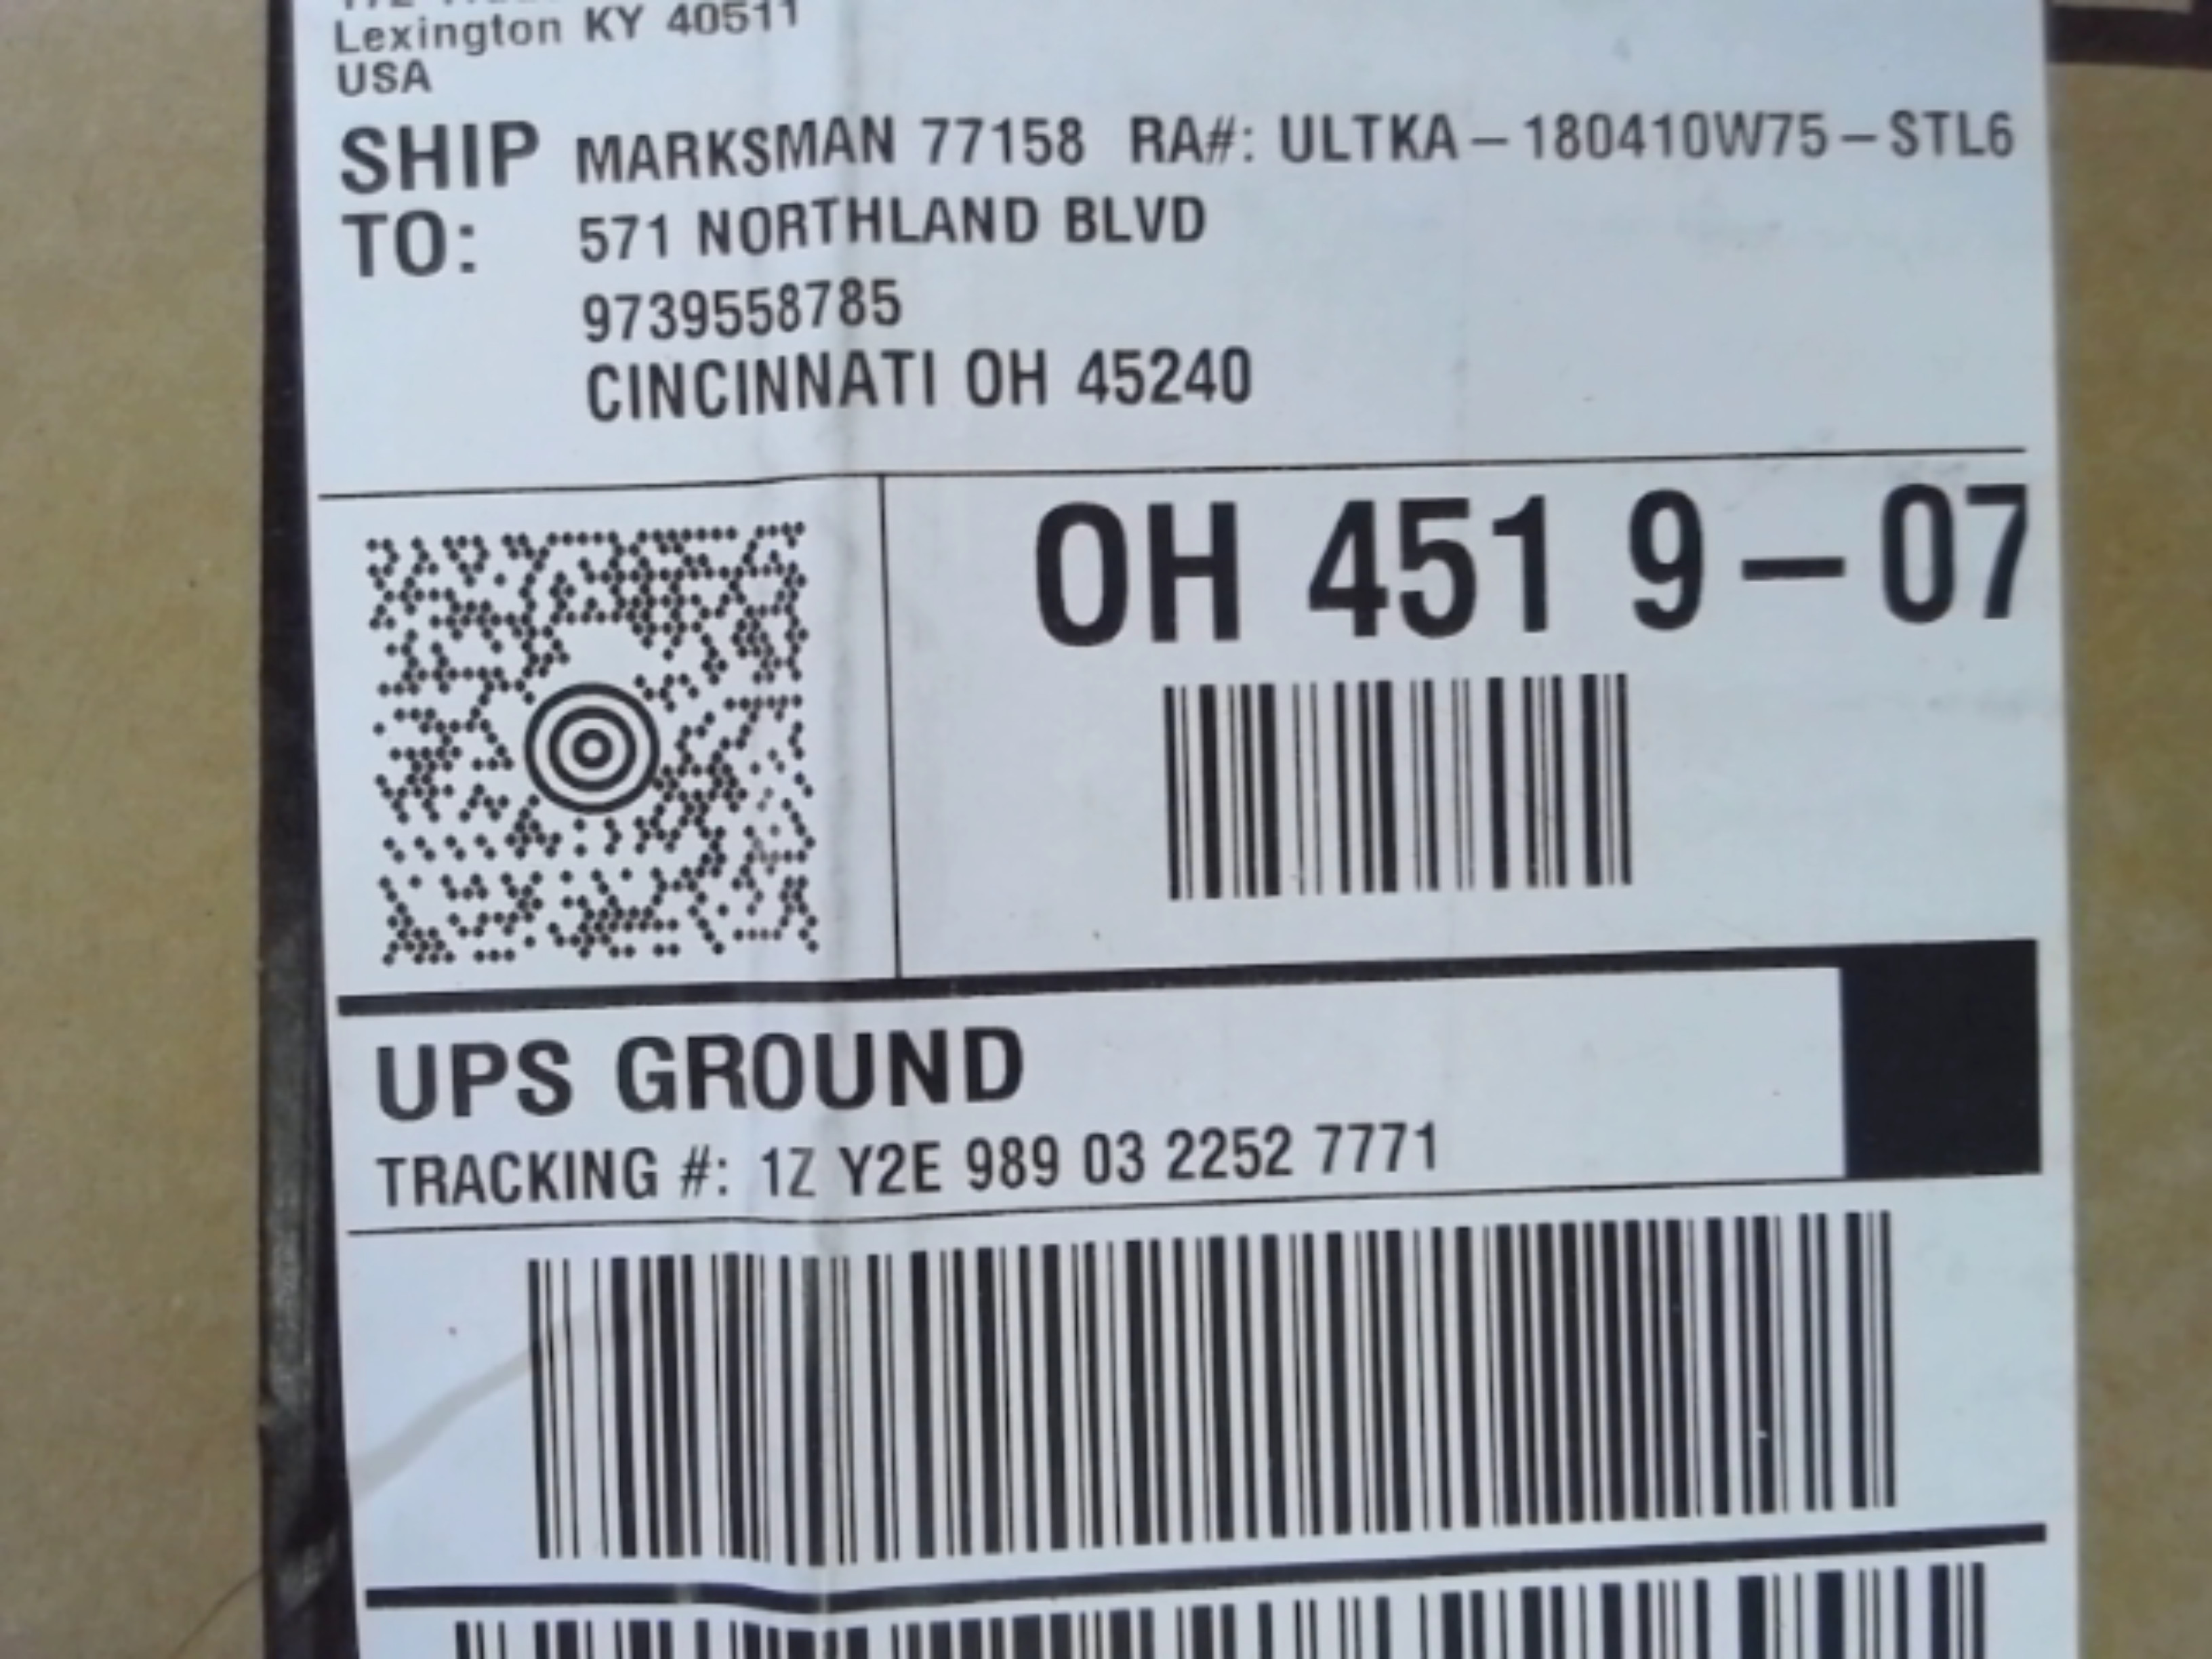 Lexington KY 40511
USA
SHIP TO: MARKSMAN 77158 RA#: ULTKA-180410W75-STL6
571 NORTHLAND BLVD
9739558785
CINCINNATI OH 45240
OH 451 9-07
UPS GROUND
TRACKING #: 1Z Y2E 989 03 2252 7771